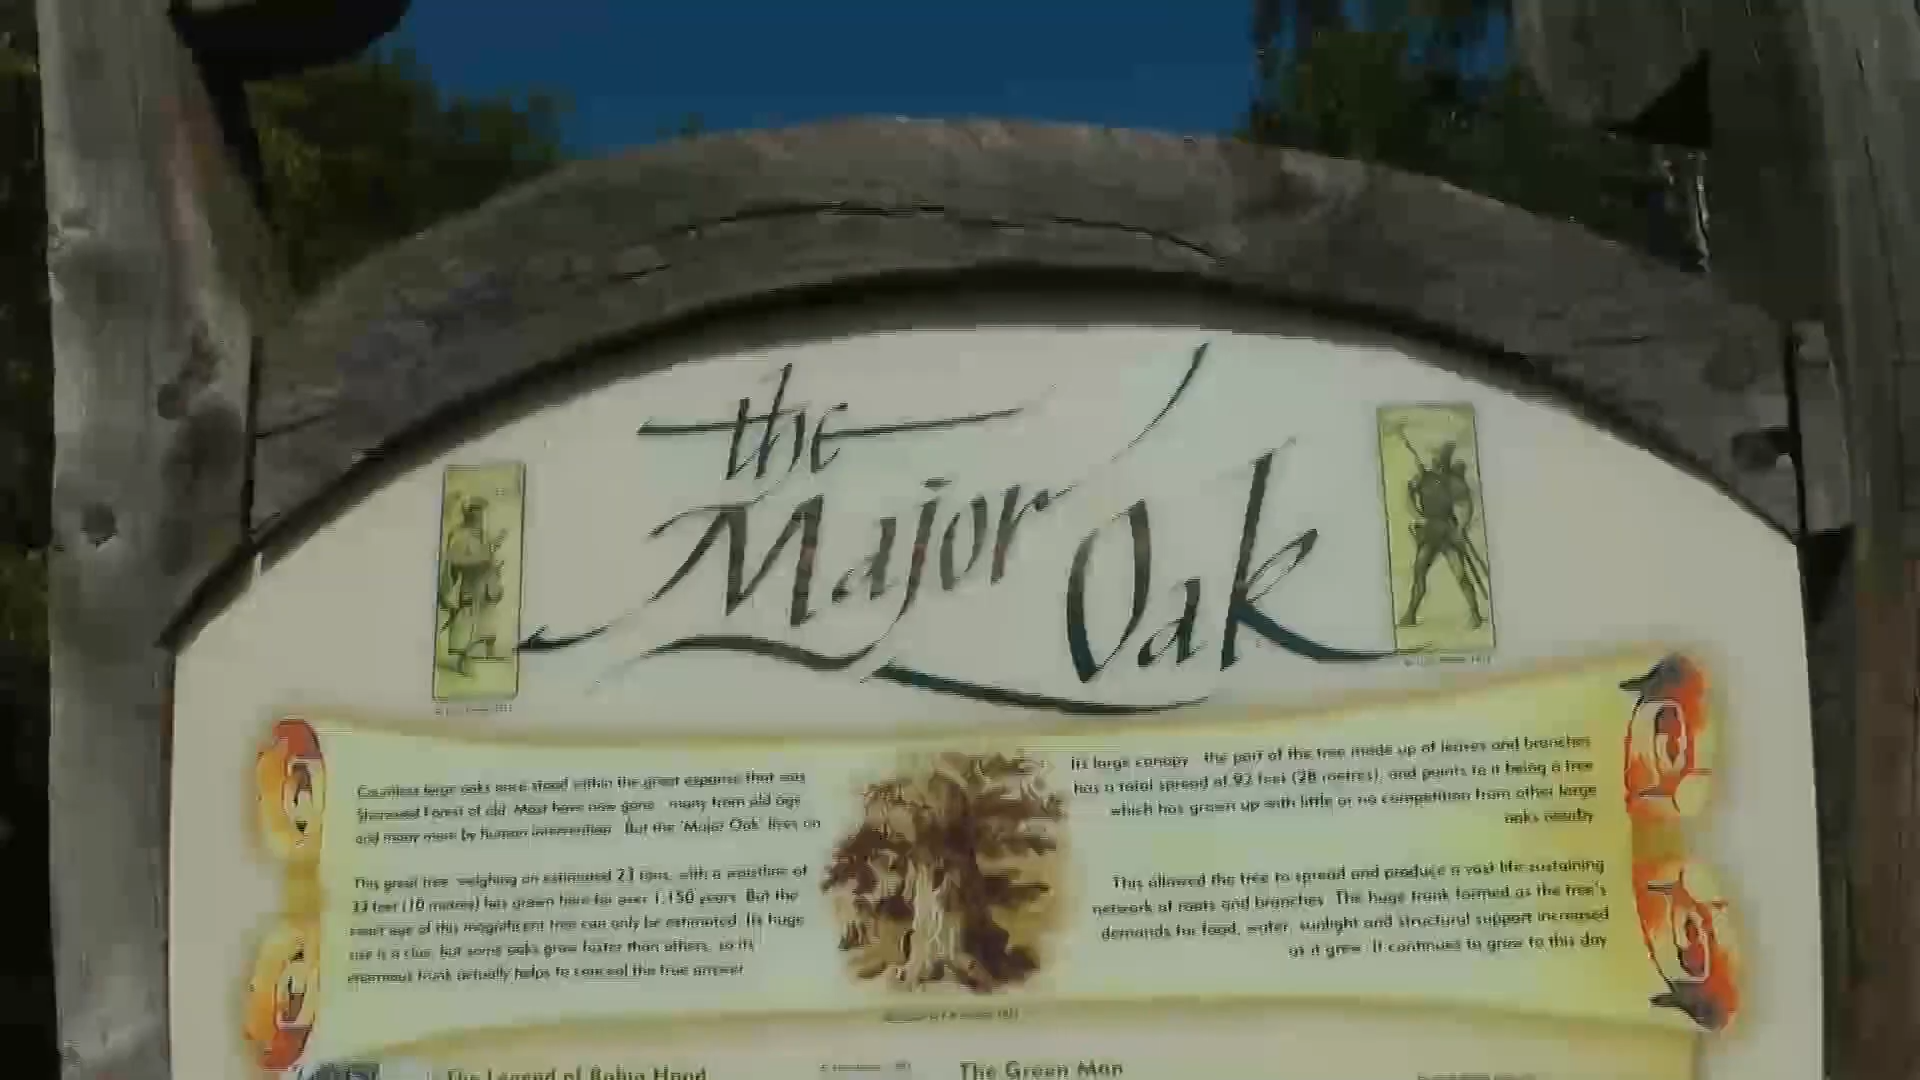 the
Major Oak
Countless large oaks once stood within the great expanse that was
Sherwood Forest of old. Most have now gone many from old age
and many more by human intervention. But the 'Major Oak' lives on
This great tree weighing an estimated 23 tons, with a waistline of
33 feet (10 metres) has grown here for over 1,150 years. But the
exact age of this magnificent tree can only be estimated. Its huge
size is a clue, but some oaks grow faster than others, so its
enormous trunk actually helps to conceal the true answer
Its large canopy the part of the tree made up of leaves and branches
has a total spread of 92 feet (28 metres), and points to it being a tree
which has grown up with little or no competition from other large
oaks nearby
This allowed the tree to spread and produce a vast life-sustaining
network of roots and branches. The huge trunk formed as the tree's
demands for food, water, sunlight and structural support increased
as it grew. It continues to grow to this day
The Legend of Robin Hood
The Green Man